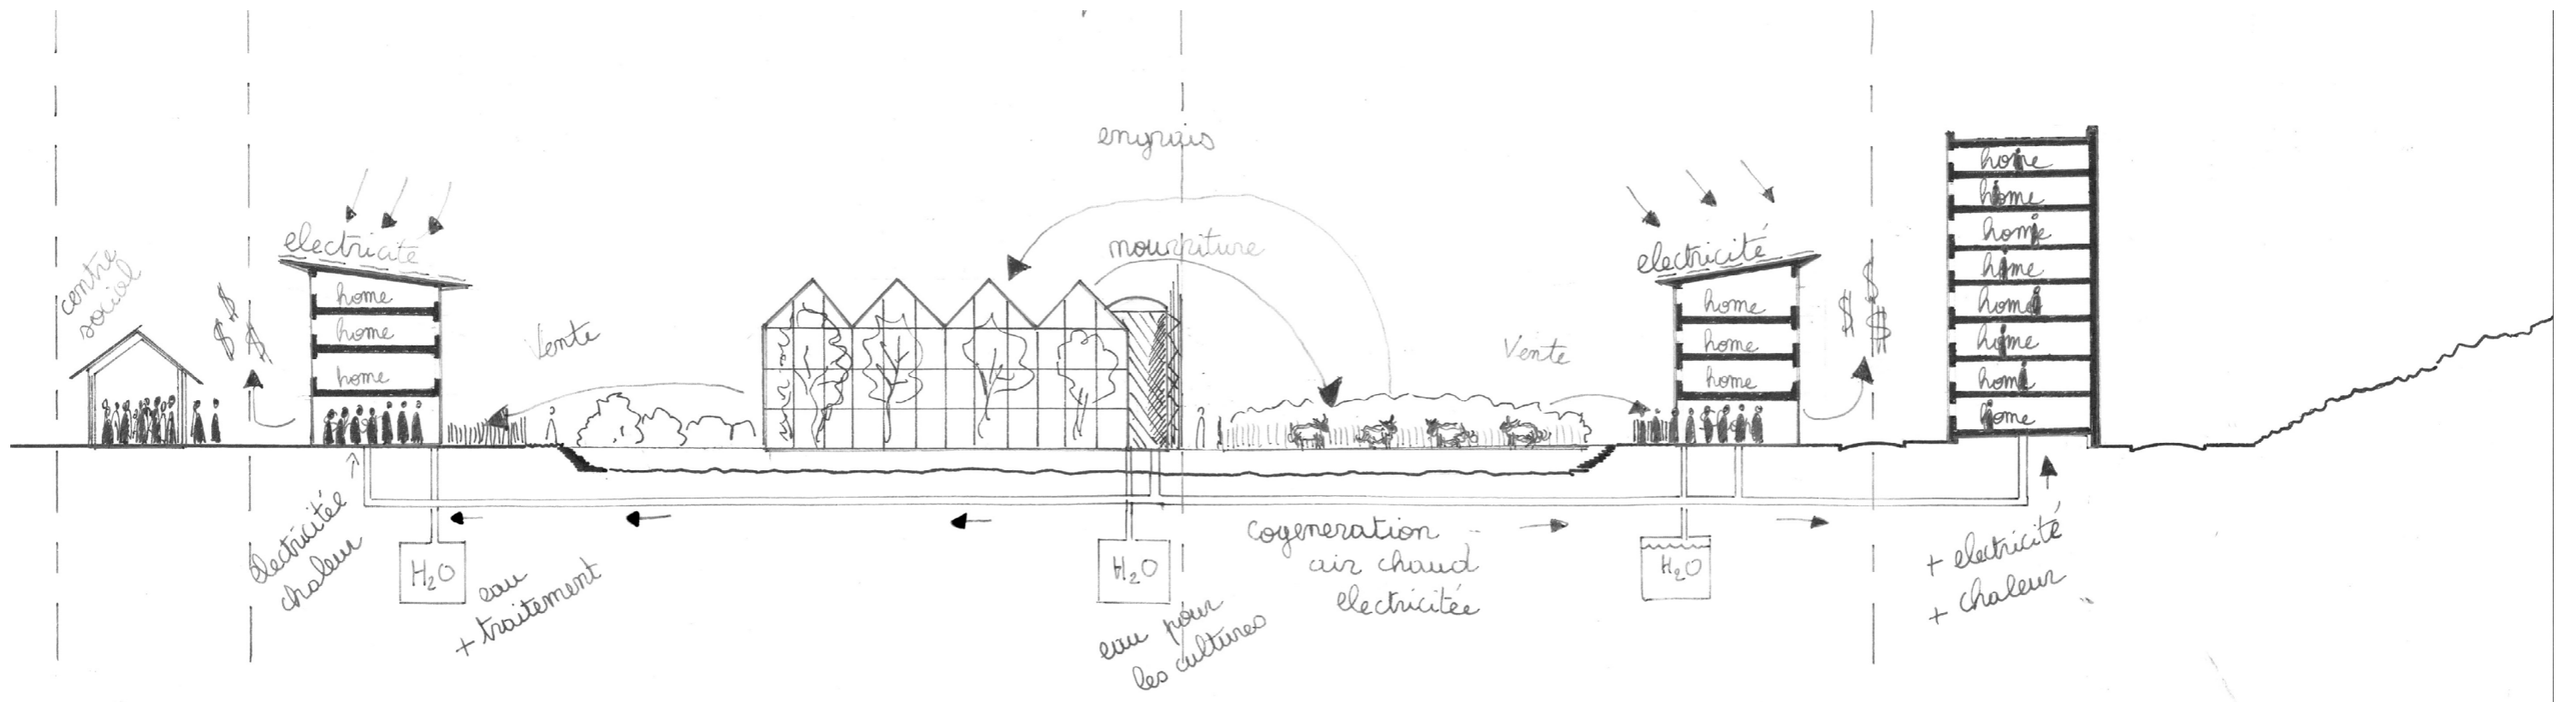 centre
social
$
$
$
electricité
home
home
home
Vente
engrais
nourriture
Vente
electricité
home
home
home
$
$
$
home
home
home
home
home
home
home
home
électricitée
chaleur
H2O
eau
+ traitement
H2O
eau pour
les cultures
cogeneration
air chaud
electricitée
H2O
+ electricité
+ chaleur